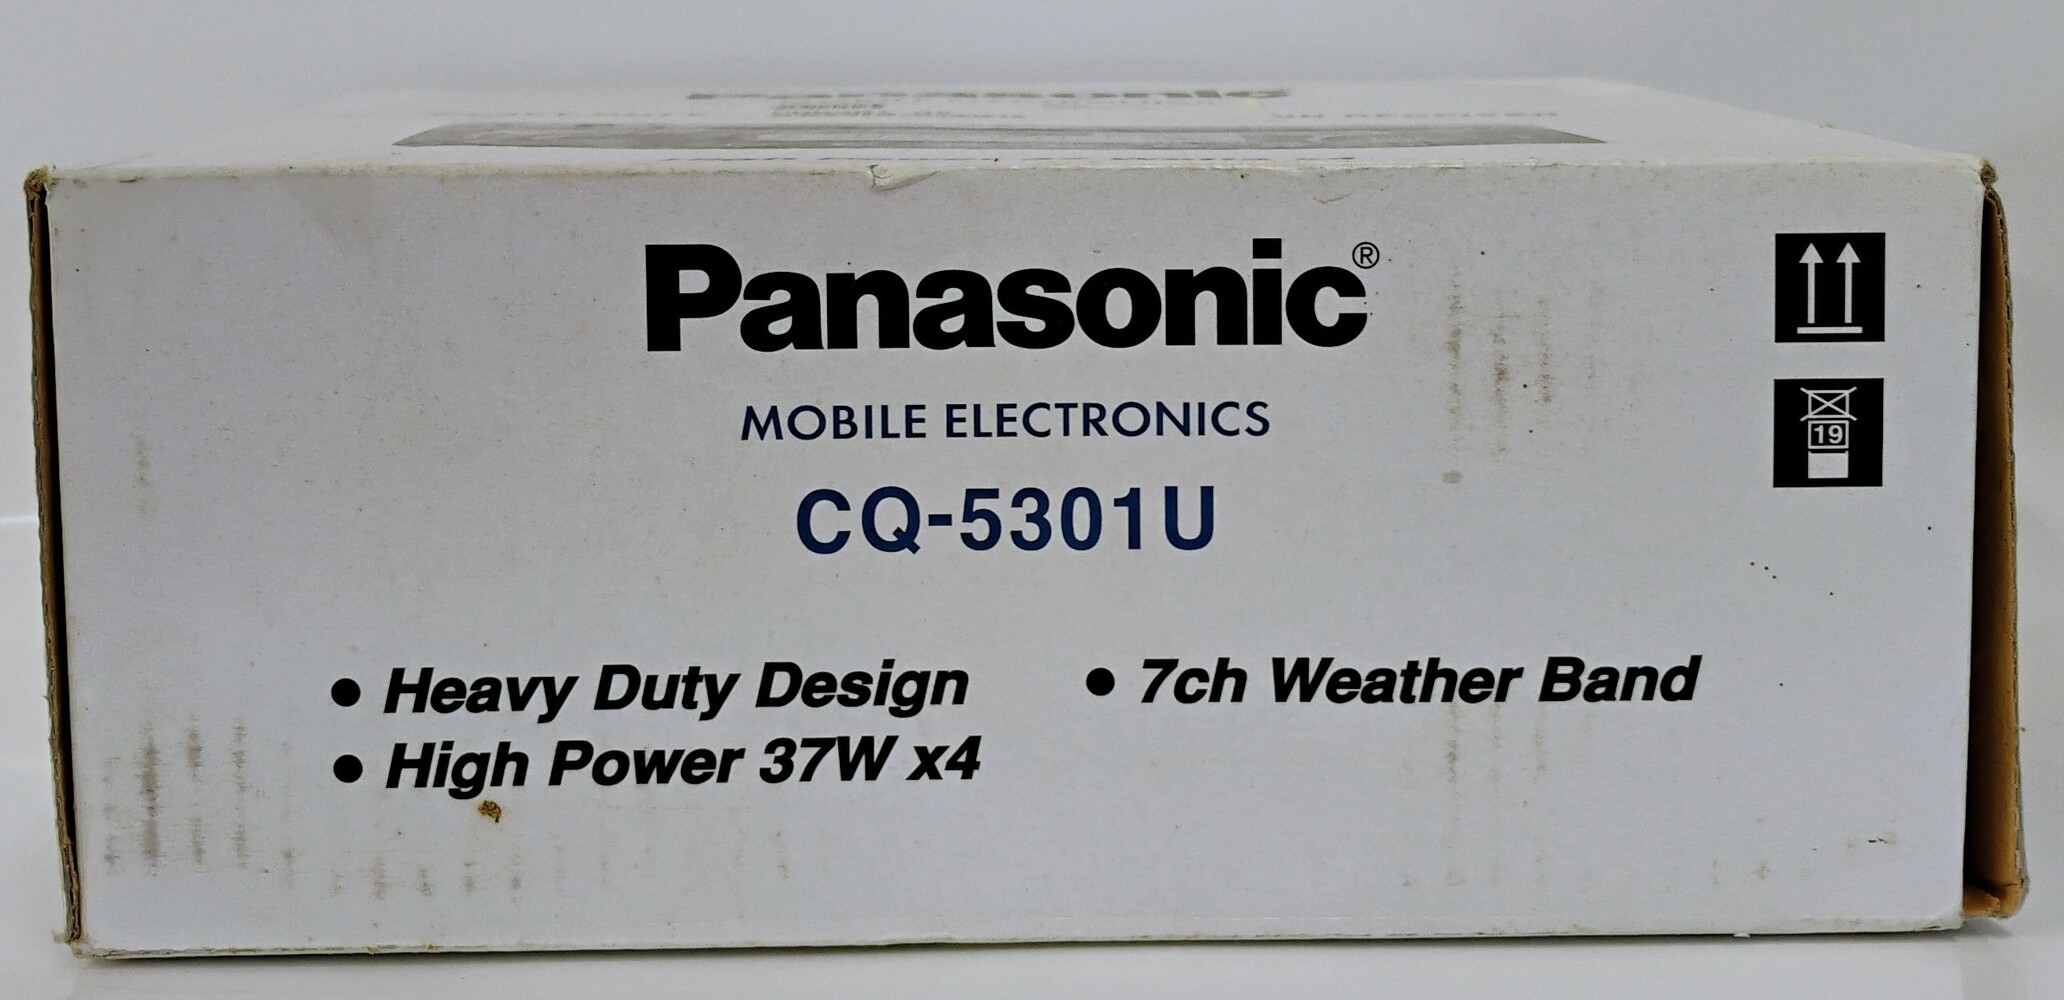 Panasonic®
MOBILE ELECTRONICS
CQ-5301U
• Heavy Duty Design
• High Power 37W x4
• 7ch Weather Band
19